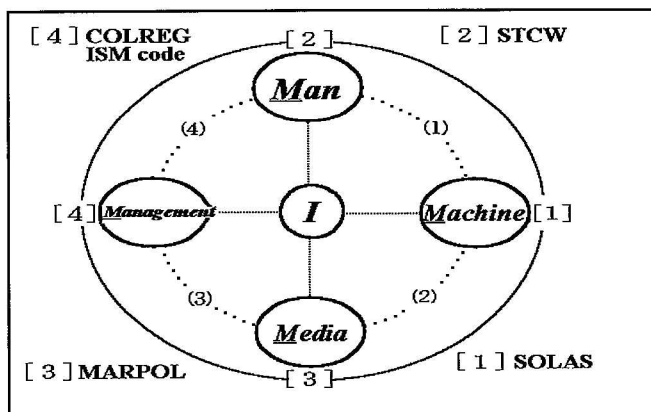 [4] COLREG
ISM code
[2]
[2] STCW
Man
(4)
(1)
[4] Management
I
Machine [1]
(3)
(2)
Media
[3] MARPOL
[3]
[1] SOLAS